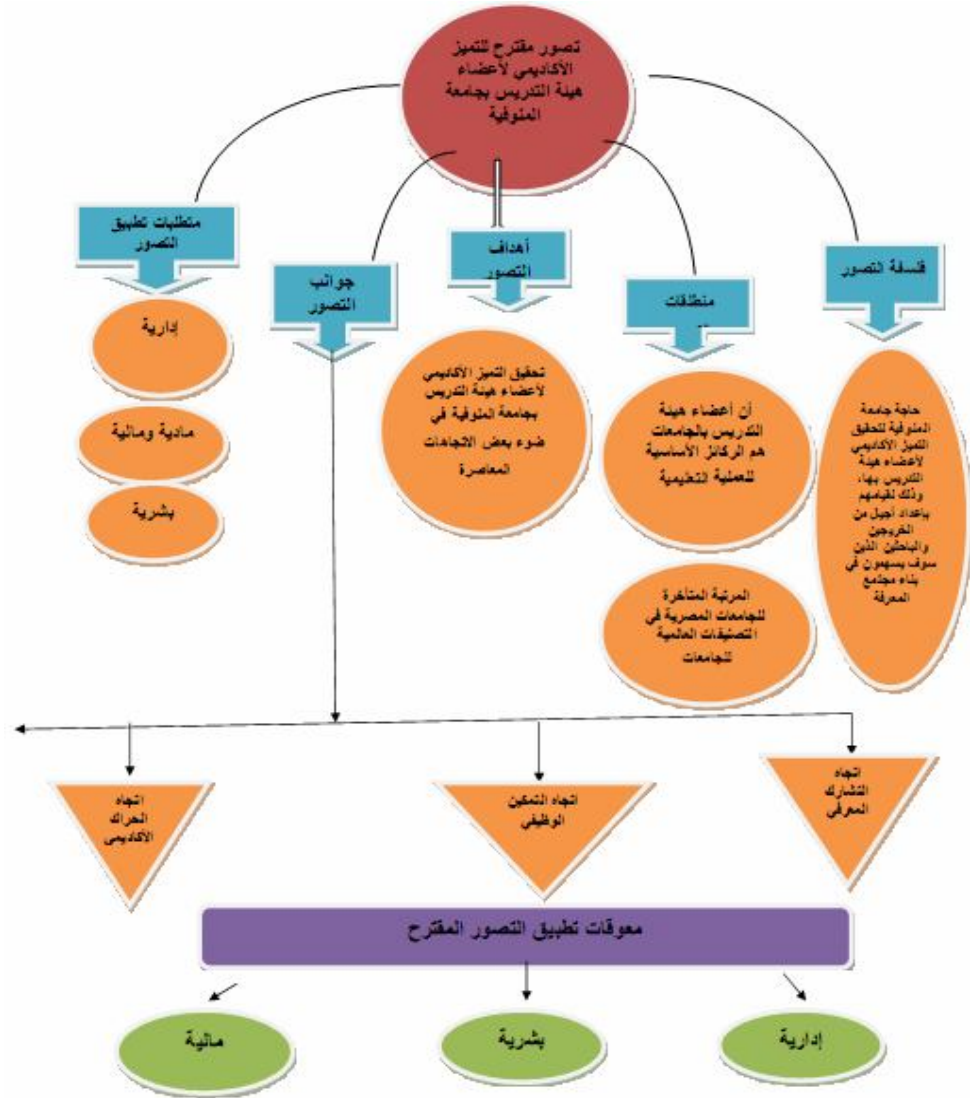 تصور مقترح للتميز
الأكاديمي لأعضاء
هيئة التدريس بجامعة
المنوفية
فلسفة التصور
منطلقات
أهداف
التصور
جوانب
التصور
متطلبات تطبيق
التصور
حاجة جامعة
المنوفية لتحقيق
التميز الأكاديمي
لأعضاء هيئة
التدريس بها،
وذلك لقيامهم
بإعداد أجيل من
الخريجين
والباحثين الذين
سوف يسهمون في
بناء مجتمع
المعرفة
أن أعضاء هيئة
التدريس بالجامعات
هم الركائز الأساسية
للعملية التعليمية
المرتبة المتأخرة
للجامعات المصرية في
التصنيفات العالمية
للجامعات
تحقيق التميز الأكاديمي
لأعضاء هيئة التدريس
بجامعة المنوفية في
ضوء بعض الاتجاهات
المعاصرة
إدارية
مادية ومالية
بشرية
اتجاه
التشارك
المعرفي
اتجاه التمكين
الوظيفي
اتجاه
الحراك
الأكاديمي
معوقات تطبيق التصور المقترح
إدارية
بشرية
مالية